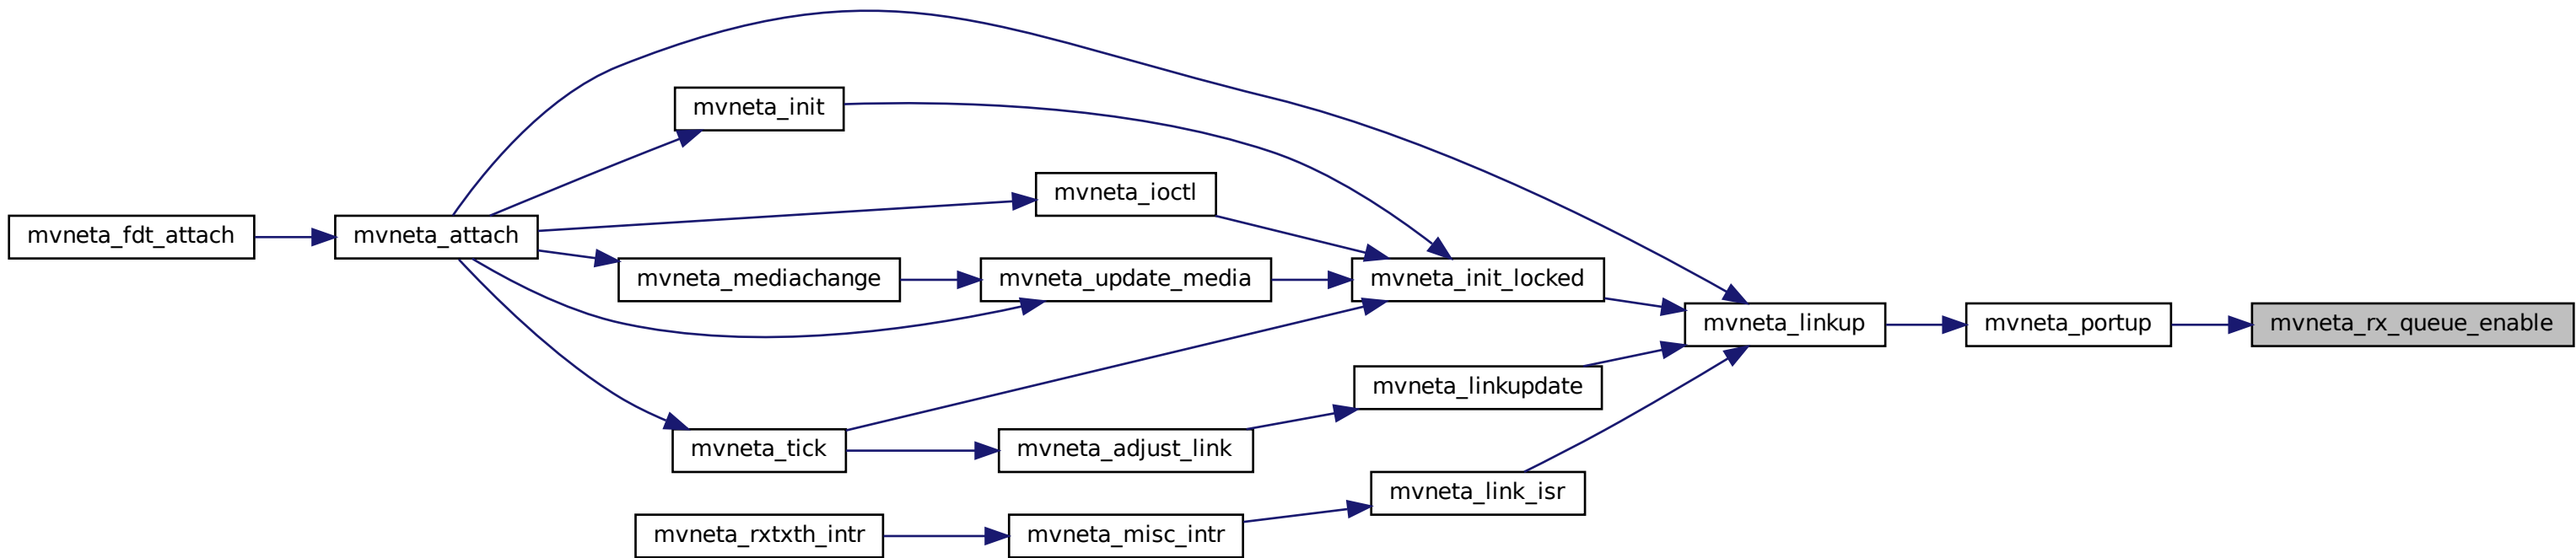 mvneta_init
mvneta_ioctl
mvneta_fdt_attach
mvneta_attach
mvneta_mediachange
mvneta_update_media
mvneta_init_locked
mvneta_linkup
mvneta_portup
mvneta_rx_queue_enable
mvneta_linkupdate
mvneta_tick
mvneta_adjust_link
mvneta_link_isr
mvneta_rxtxth_intr
mvneta_misc_intr